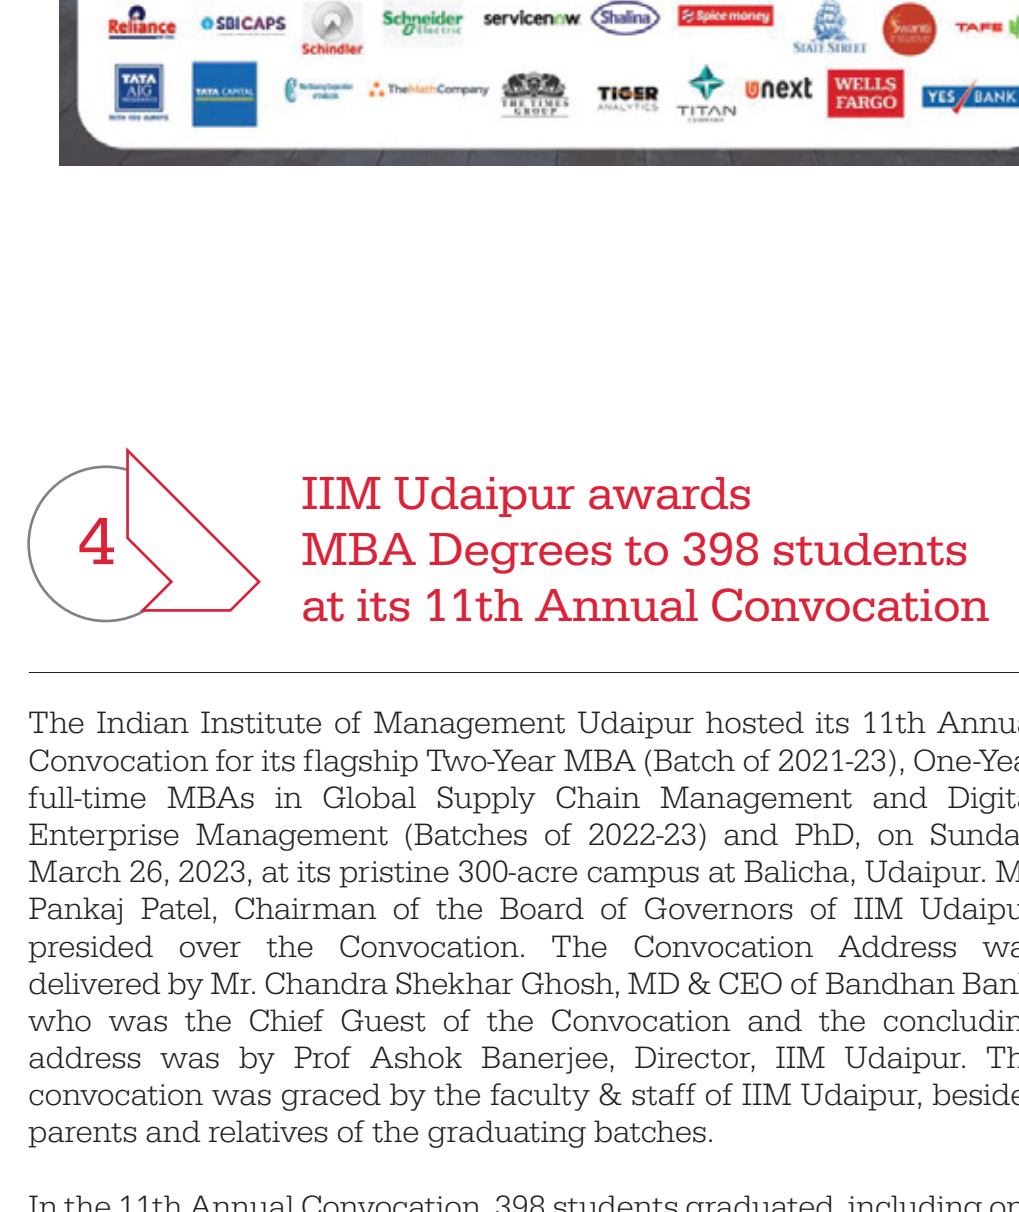 Reliance
SBICAPS
Schindler
Schneider
Electric
servicenow
Shalina
Spice money
STATE STREET
Swarna
TAFE
TATA
AIG
INSURANCE
WITH YOU ALWAYS
TATA CAPITAL
TheMathCompany
THE TIMES
GROUP
TIGER
ANALYTICS
TITAN
COMPANY
unext
WELLS
FARGO
YES BANK
4
IIM Udaipur awards
MBA Degrees to 398 students
at its 11th Annual Convocation
The Indian Institute of Management Udaipur hosted its 11th Annua
Convocation for its flagship Two-Year MBA (Batch of 2021-23), One-Yea
full-time MBAs in Global Supply Chain Management and Digita
Enterprise Management (Batches of 2022-23) and PhD, on Sunda
March 26, 2023, at its pristine 300-acre campus at Balicha, Udaipur. M
Pankaj Patel, Chairman of the Board of Governors of IIM Udaipu
presided over the Convocation. The Convocation Address wa
delivered by Mr. Chandra Shekhar Ghosh, MD & CEO of Bandhan Bank
who was the Chief Guest of the Convocation and the concludin
address was by Prof Ashok Banerjee, Director, IIM Udaipur. Th
convocation was graced by the faculty & staff of IIM Udaipur, beside
parents and relatives of the graduating batches.
In the 11th Annual Convocation, 398 students graduated, including on